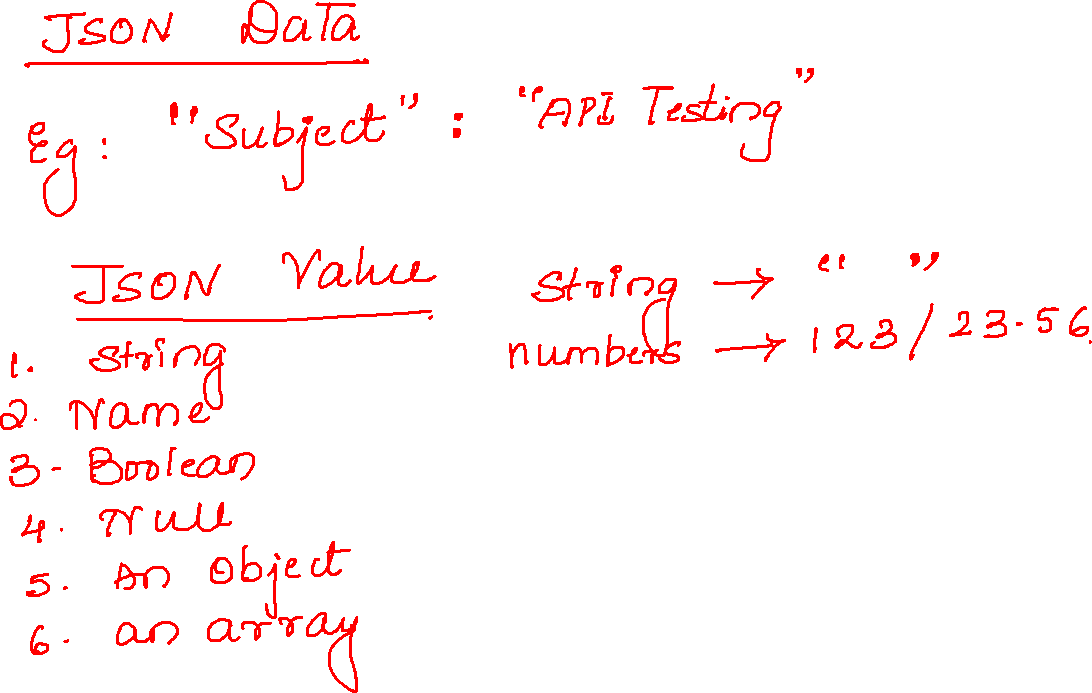 JSON Data
Eg: "Subject" : "API Testing"
JSON Value
1. String
2. Name
3- Boolean
4. Null
5. An object
6. an array
string → " "
numbers → 123/23.56